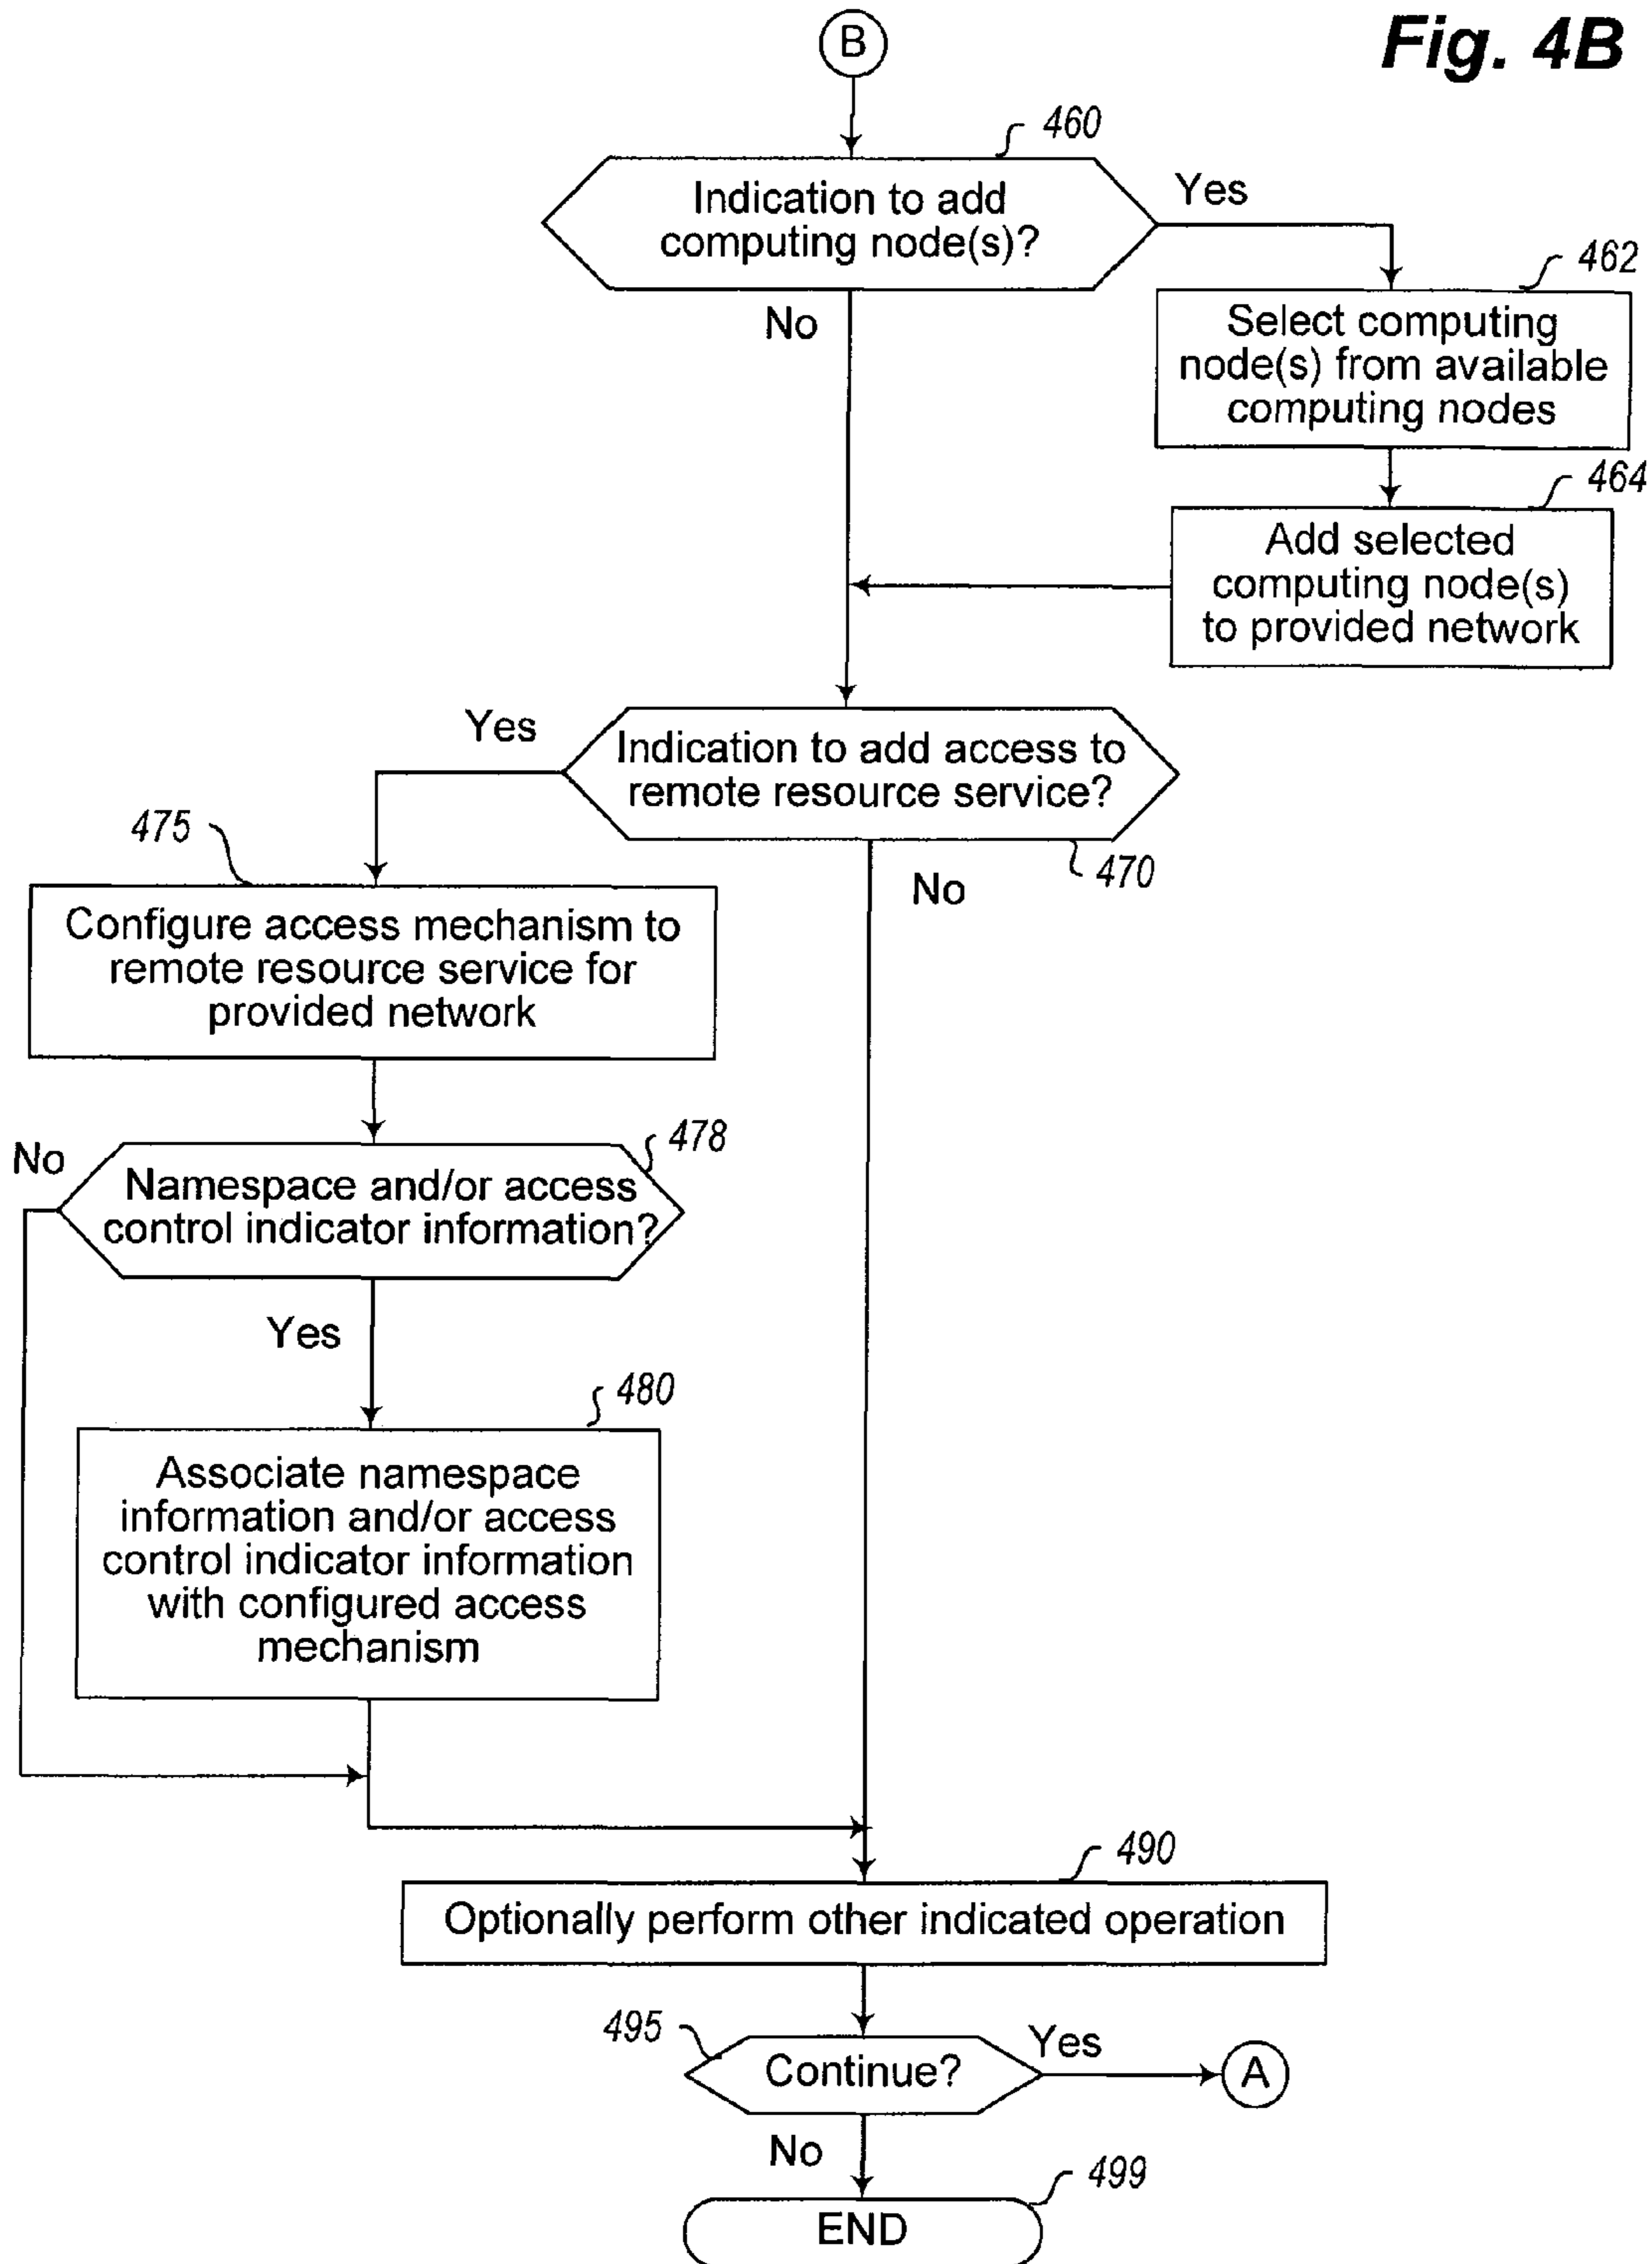 B
Fig. 4B
460
Indication to add
computing node(s)?
Yes
No
462
Select computing
node(s) from available
computing nodes
464
Add selected
computing node(s)
to provided network
Yes
Indication to add access to
remote resource service?
470
No
475
Configure access mechanism to
remote resource service for
provided network
No
478
Namespace and/or access
control indicator information?
Yes
480
Associate namespace
information and/or access
control indicator information
with configured access
mechanism
490
Optionally perform other indicated operation
495
Continue?
Yes
A
No
499
END